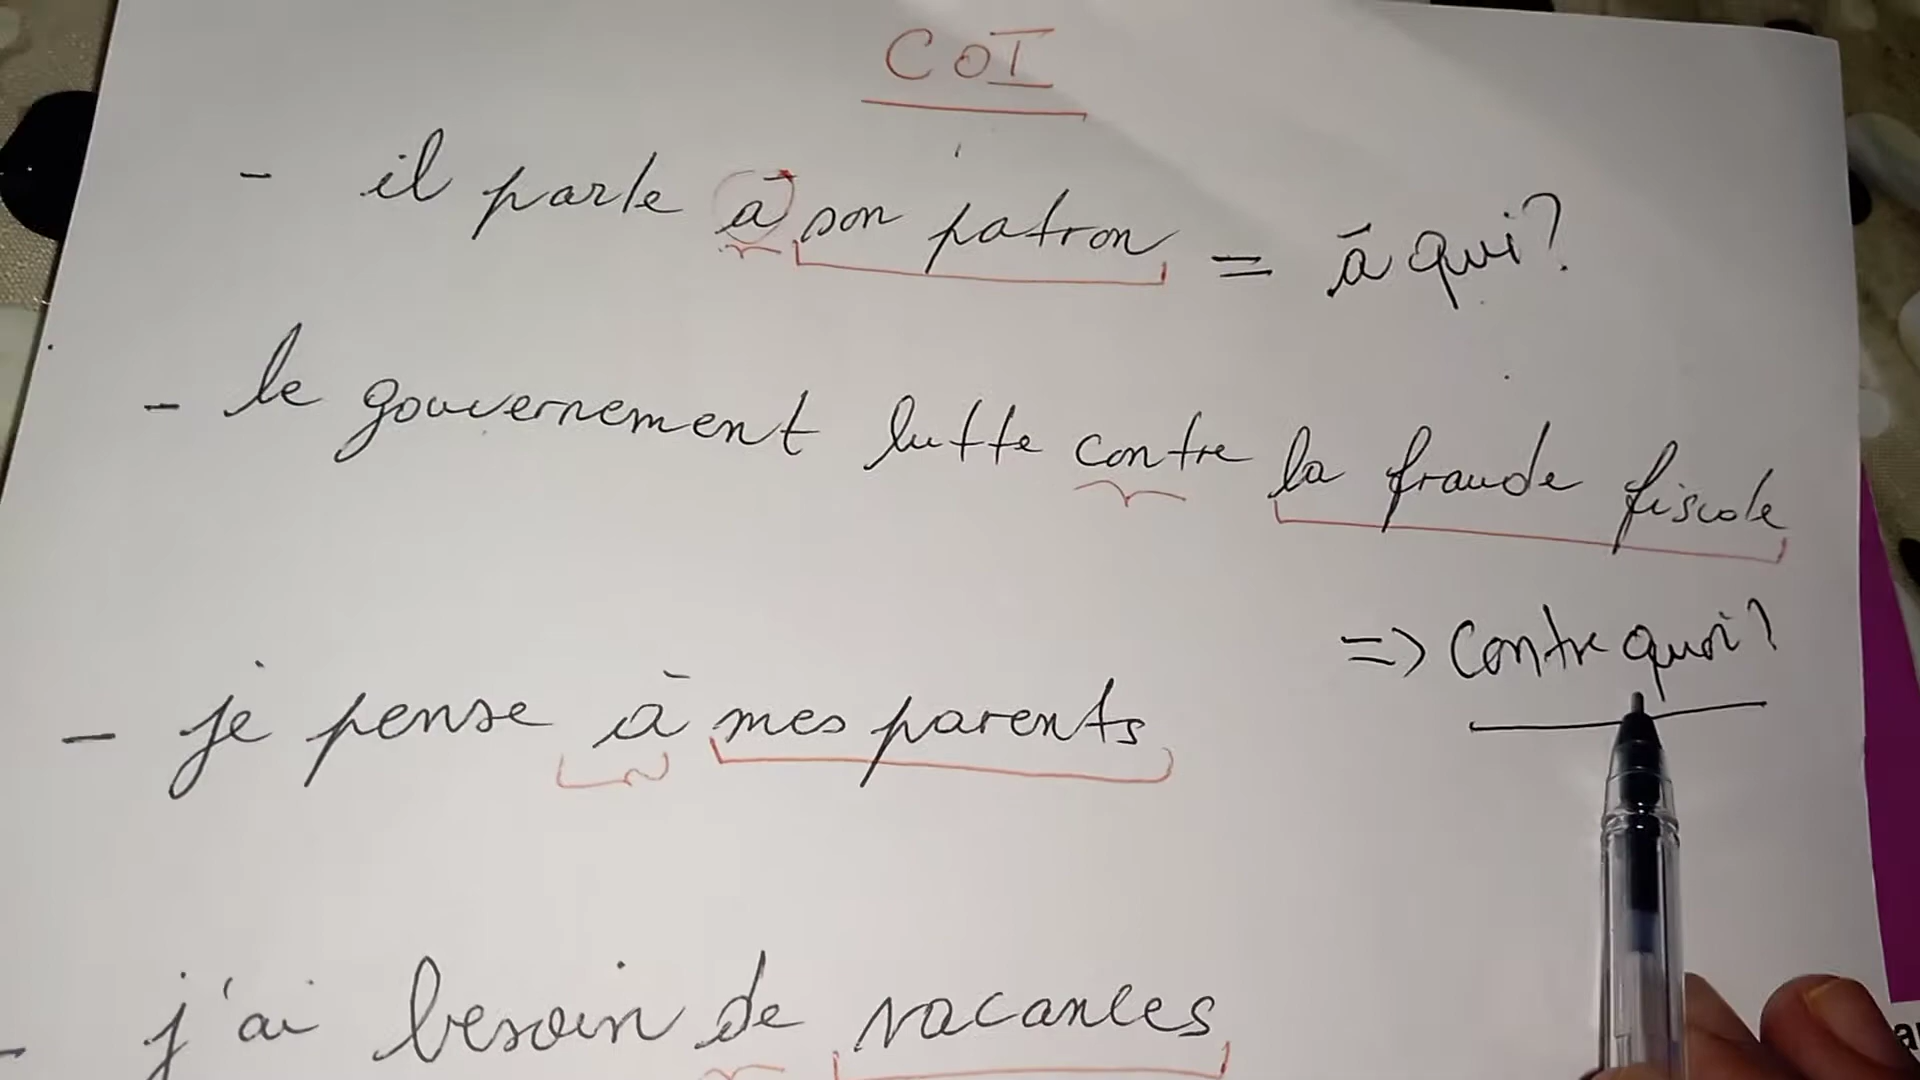 COI
- il parle à son patron = à qui?
- le gouvernement lutte contre la fraude fiscale
=> Contre quoi?
- je pense à mes parents
- j'ai besoin de vacances